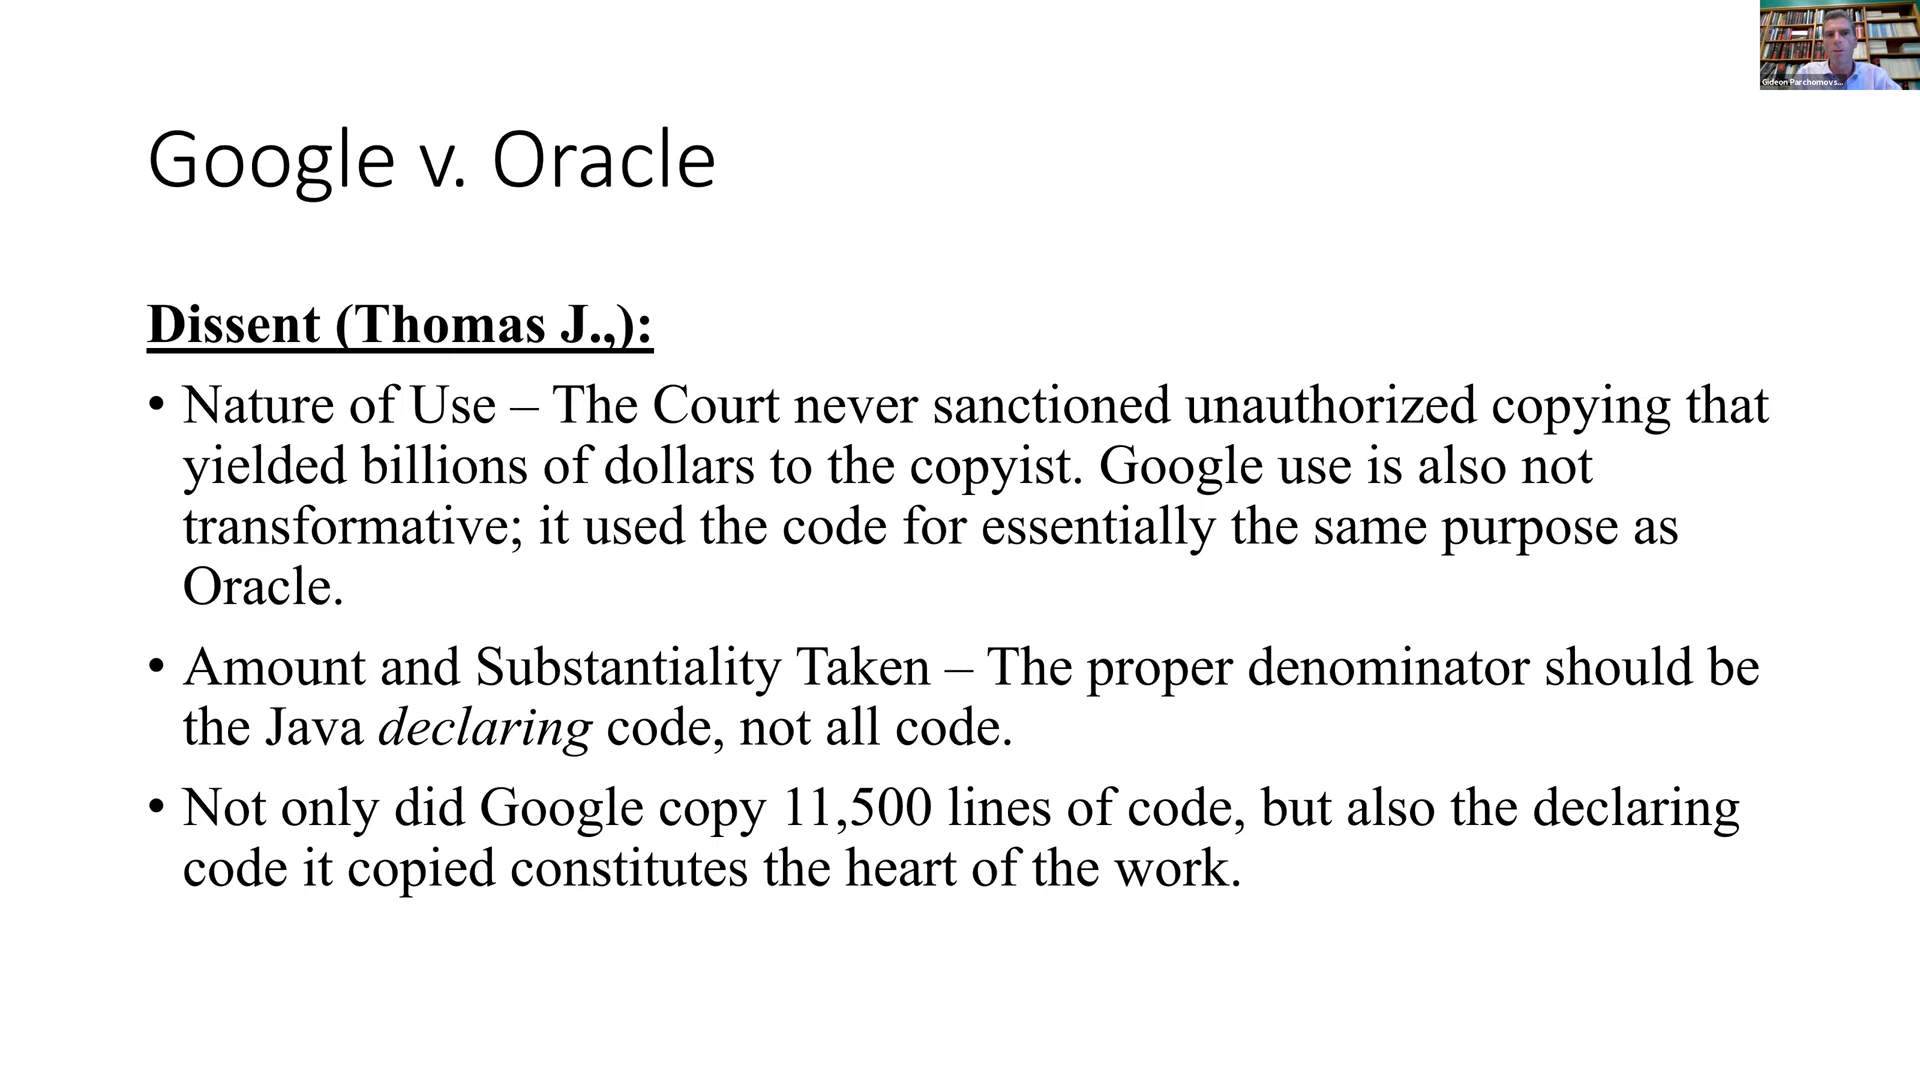 Gideon Parchomovs...
Google v. Oracle
Dissent (Thomas J.,):
• Nature of Use – The Court never sanctioned unauthorized copying that
yielded billions of dollars to the copyist. Google use is also not
transformative; it used the code for essentially the same purpose as
Oracle.
• Amount and Substantiality Taken – The proper denominator should be
the Java declaring code, not all code.
• Not only did Google copy 11,500 lines of code, but also the declaring
code it copied constitutes the heart of the work.